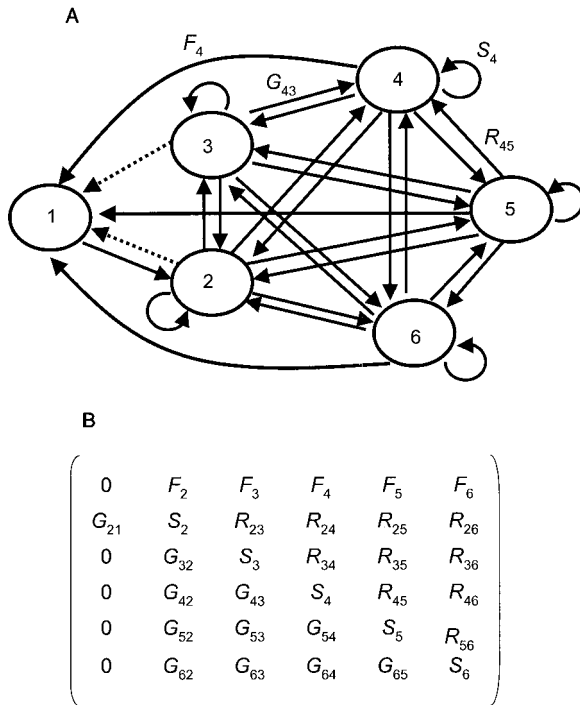 A
F₄
S₄
4
G₄₃
3
R₄₅
1
5
2
6
B
0 F₂ F₃ F₄ F₅ F₆
G₂₁ S₂ R₂₃ R₂₄ R₂₅ R₂₆
0 G₃₂ S₃ R₃₄ R₃₅ R₃₆
0 G₄₂ G₄₃ S₄ R₄₅ R₄₆
0 G₅₂ G₅₃ G₅₄ S₅ R₅₆
0 G₆₂ G₆₃ G₆₄ G₆₅ S₆